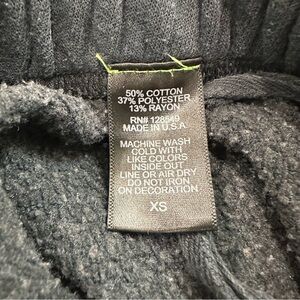 50% COTTON
37% POLYESTER
13% RAYON
RN# 128549
MADE IN U.S.A
MACHINE WASH
COLD WITH
LIKE COLORS
INSIDE OUT
LINE OR AIR DRY
DO NOT IRON
ON DECORATION
XS